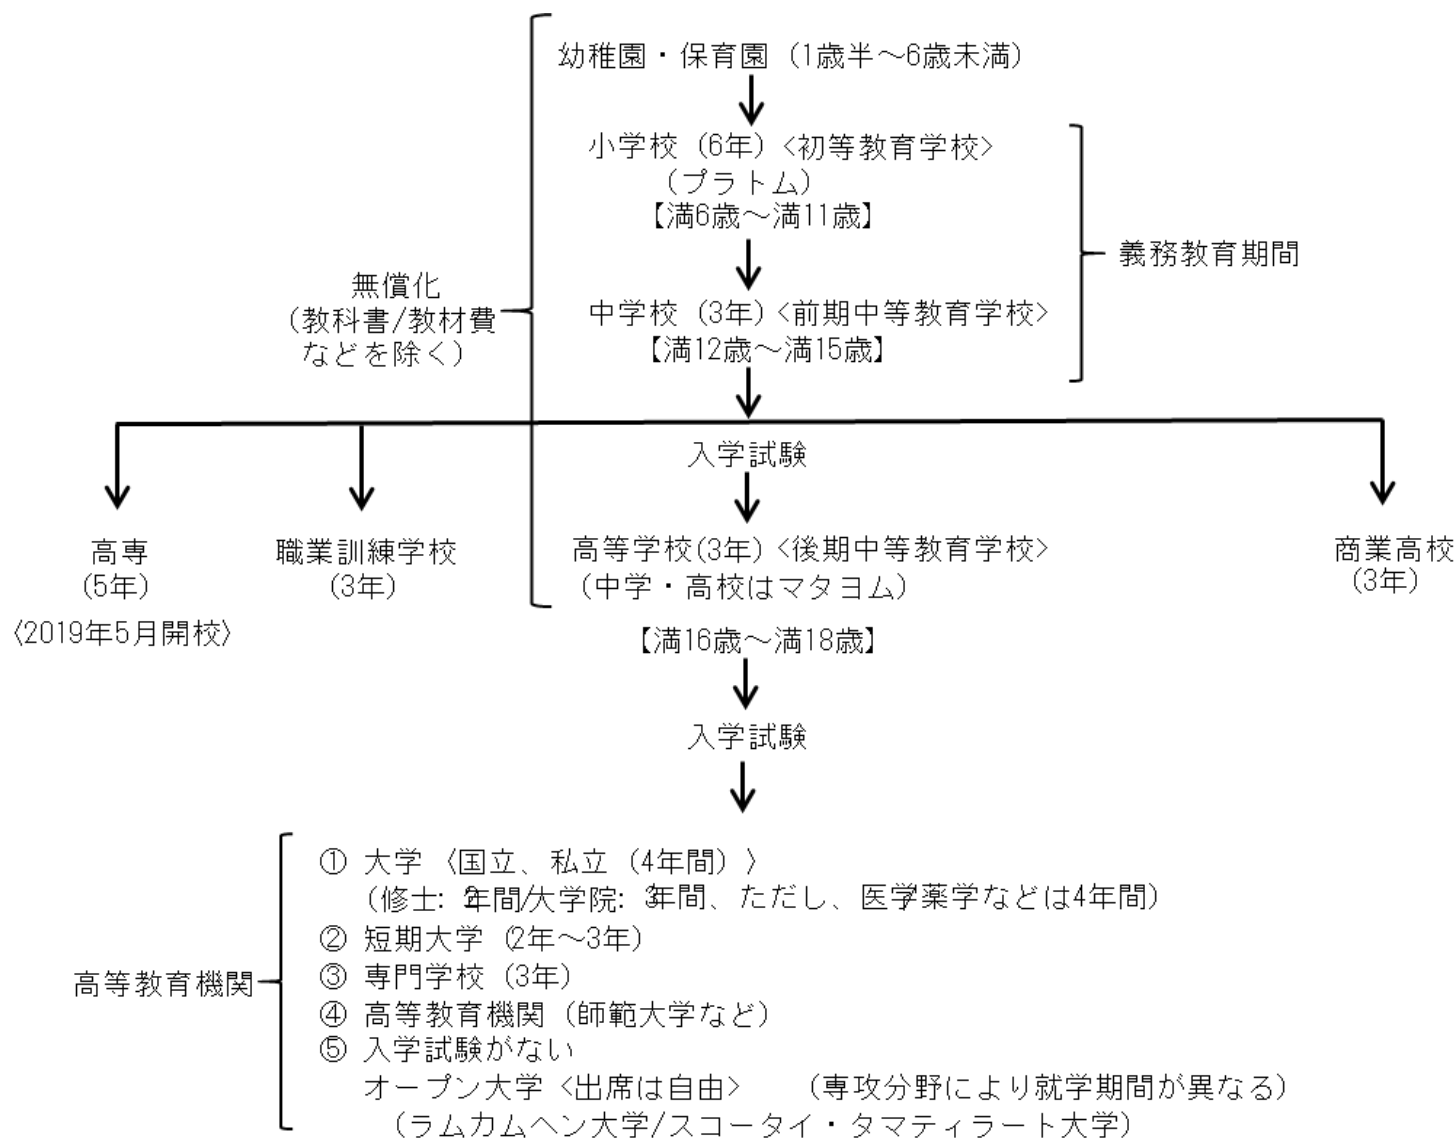 幼稚園・保育園（1歳半～6歳未満）
小学校（6年）<初等教育学校>
（プラトム）
【満6歳～満11歳】
義務教育期間
無償化
（教科書/教材費
などを除く）
中学校（3年）<前期中等教育学校>
【満12歳～満15歳】
入学試験
高専
（5年）
〈2019年5月開校〉
職業訓練学校
（3年）
高等学校（3年）<後期中等教育学校>
（中学・高校はマタヨム）
【満16歳～満18歳】
商業高校
（3年）
入学試験
高等教育機関
① 大学 〈国立、私立（4年間）〉
（修士: 2年間/大学院: 3年間、ただし、医学/薬学などは4年間）
② 短期大学（2年～3年）
③ 専門学校（3年）
④ 高等教育機関（師範大学など）
⑤ 入学試験がない
オープン大学 <出席は自由> （専攻分野により就学期間が異なる）
（ラムカムヘン大学/スコータイ・タマティラート大学）